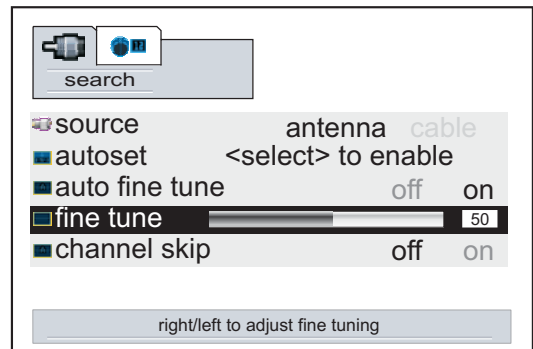 search
source antenna cable
autoset <select> to enable
auto fine tune off on
fine tune 50
channel skip off on
right/left to adjust fine tuning